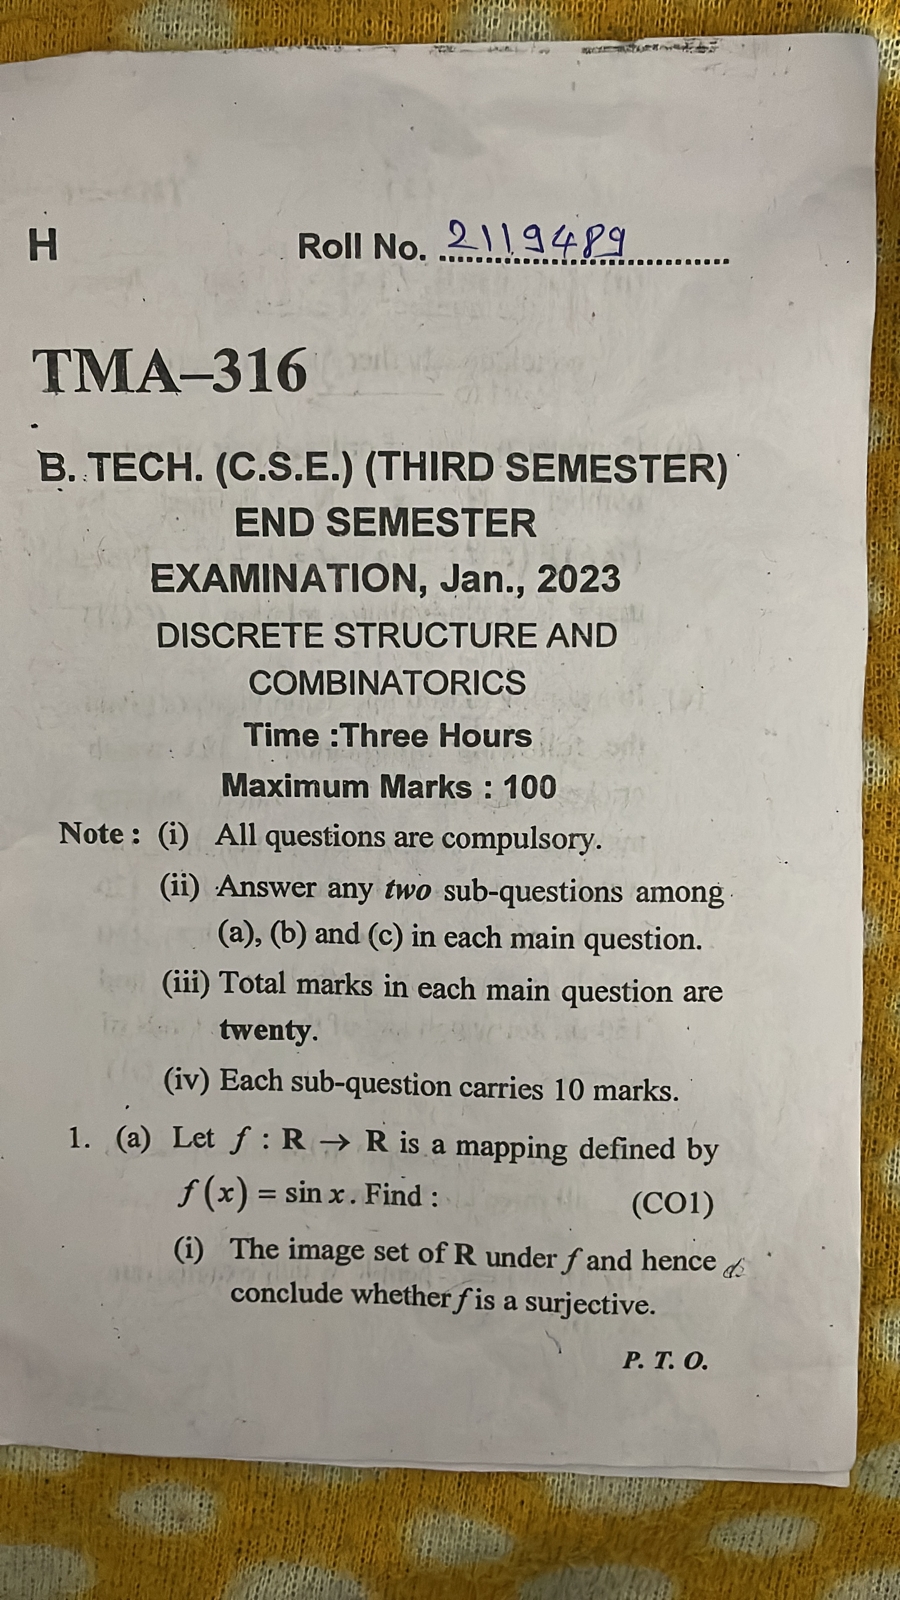 H Roll No. 2119489
TMA–316
B. TECH. (C.S.E.) (THIRD SEMESTER)
END SEMESTER
EXAMINATION, Jan., 2023
DISCRETE STRUCTURE AND
COMBINATORICS
Time :Three Hours
Maximum Marks : 100
Note : (i) All questions are compulsory.
(ii) Answer any two sub-questions among
(a), (b) and (c) in each main question.
(iii) Total marks in each main question are
twenty.
(iv) Each sub-question carries 10 marks.
1. (a) Let f : R → R is a mapping defined by
f(x) = sin x. Find : (CO1)
(i) The image set of R under f and hence
conclude whether f is a surjective.
P. T. O.